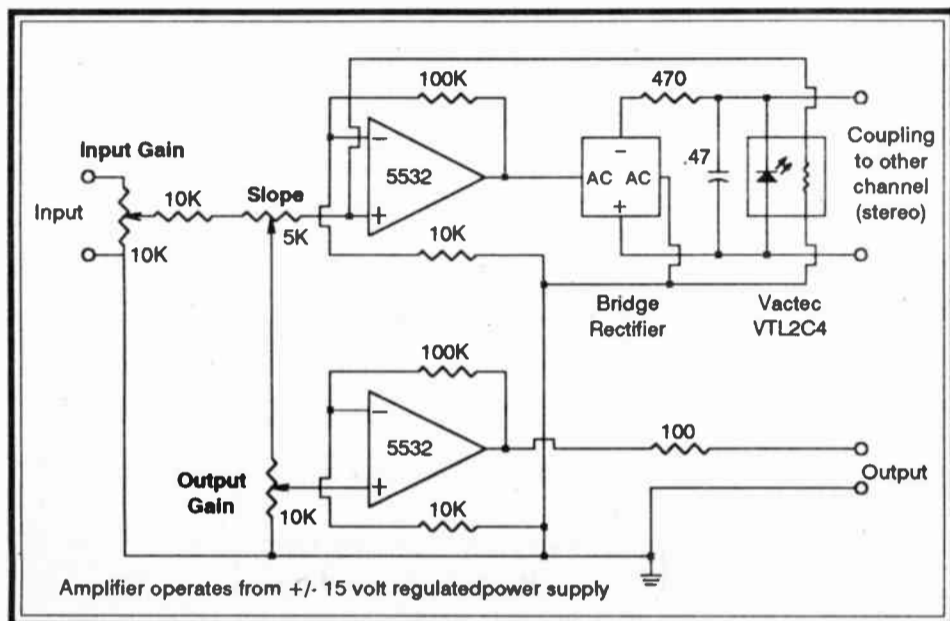 100K
470
Input Gain
5532
AC AC
.47
Coupling
to other
channel
(stereo)
Input
10K
Slope
5K
10K
10K
Bridge
Rectifier
Vactec
VTL2C4
100K
5532
100
Output
Gain
10K
10K
Output
Amplifier operates from +/- 15 volt regulatedpower supply